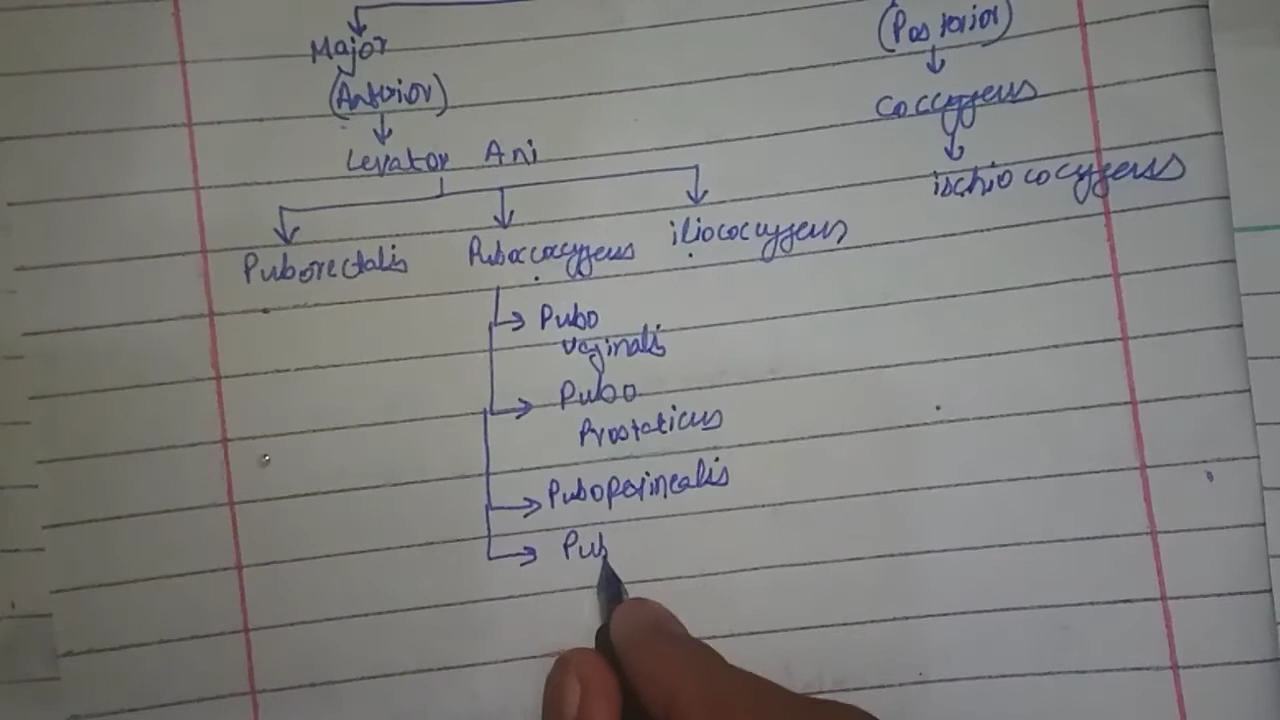 Major
(Anterior)
Levator Ani
Puborectalis
Pubococcygeus
iliococcygeus
Pubo
vaginalis
Pubo
Prostaticus
Puboperinealis
Pub
(Posterior)
Coccygeus
ischiococcygeus